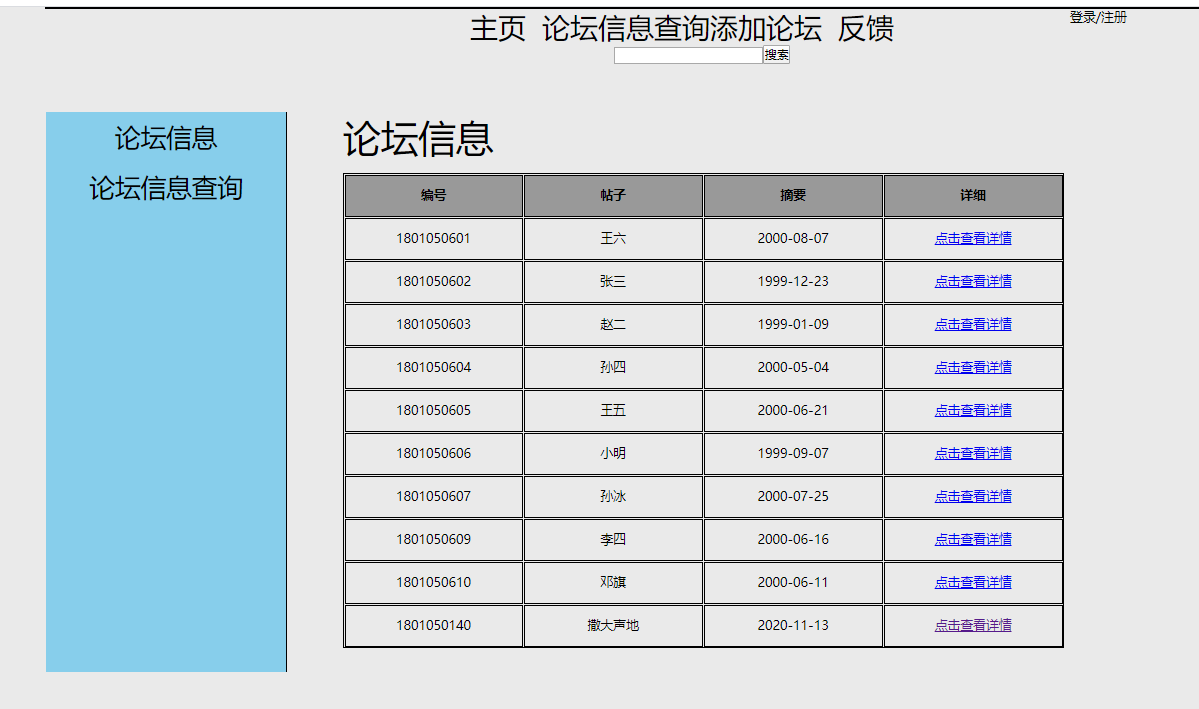 登录/注册
主页 论坛信息查询添加论坛 反馈
搜索
论坛信息
论坛信息查询
论坛信息
编号 帖子 摘要 详细
1801050601 王六 2000-08-07 点击查看详情
1801050602 张三 1999-12-23 点击查看详情
1801050603 赵二 1999-01-09 点击查看详情
1801050604 孙四 2000-05-04 点击查看详情
1801050605 王五 2000-06-21 点击查看详情
1801050606 小明 1999-09-07 点击查看详情
1801050607 孙冰 2000-07-25 点击查看详情
1801050609 李四 2000-06-16 点击查看详情
1801050610 邓旗 2000-06-11 点击查看详情
1801050140 撒大声地 2020-11-13 点击查看详情